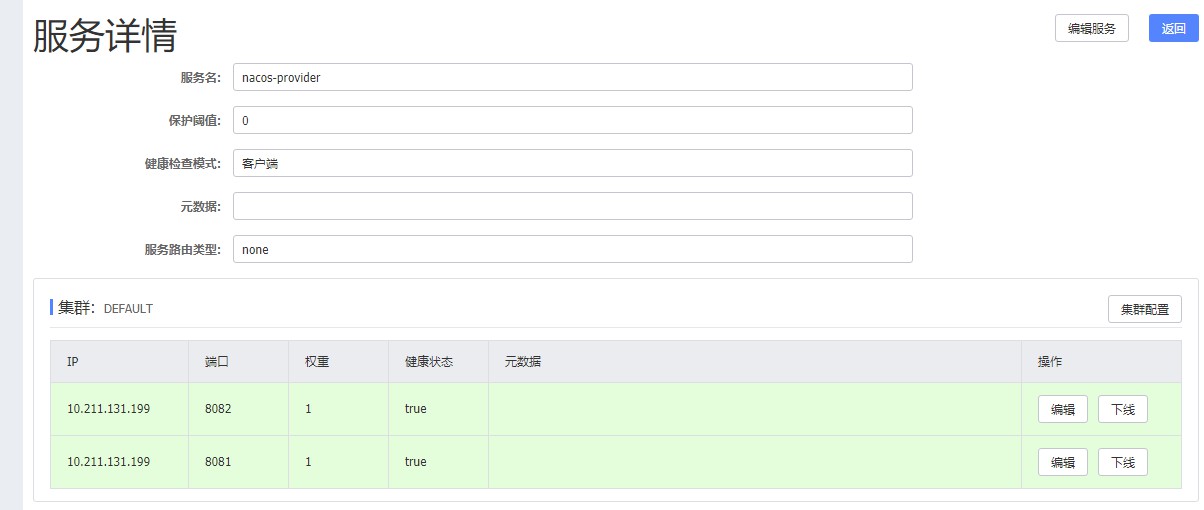 服务详情
编辑服务 返回
服务名: nacos-provider
保护阈值: 0
健康检查模式: 客户端
元数据:
服务路由类型: none
集群: DEFAULT
集群配置
IP 端口 权重 健康状态 元数据 操作
10.211.131.199 8082 1 true 编辑 下线
10.211.131.199 8081 1 true 编辑 下线